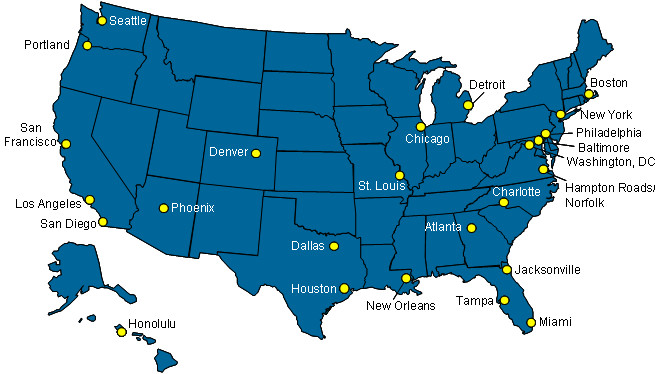 Seattle
Portland
Detroit
Boston
New York
San
Francisco
Chicago
Philadelphia
Baltimore
Denver
Washington, DC
St. Louis
Hampton Roads/
Norfolk
Charlotte
Los Angeles
Phoenix
San Diego
Atlanta
Dallas
Jacksonville
Houston
New Orleans
Tampa
Miami
Honolulu